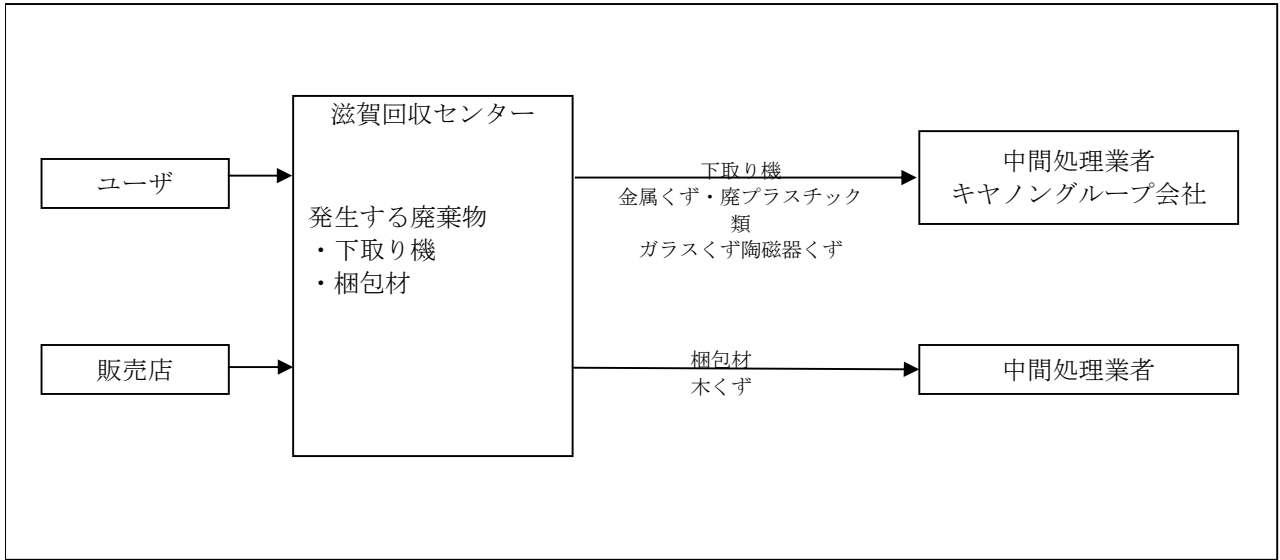 滋賀回収センター
ユーザ
発生する廃棄物
・下取り機
・梱包材
販売店
下取り機
金属くず・廃プラスチック
類
ガラスくず陶磁器くず
中間処理業者
キヤノングループ会社
梱包材
木くず
中間処理業者